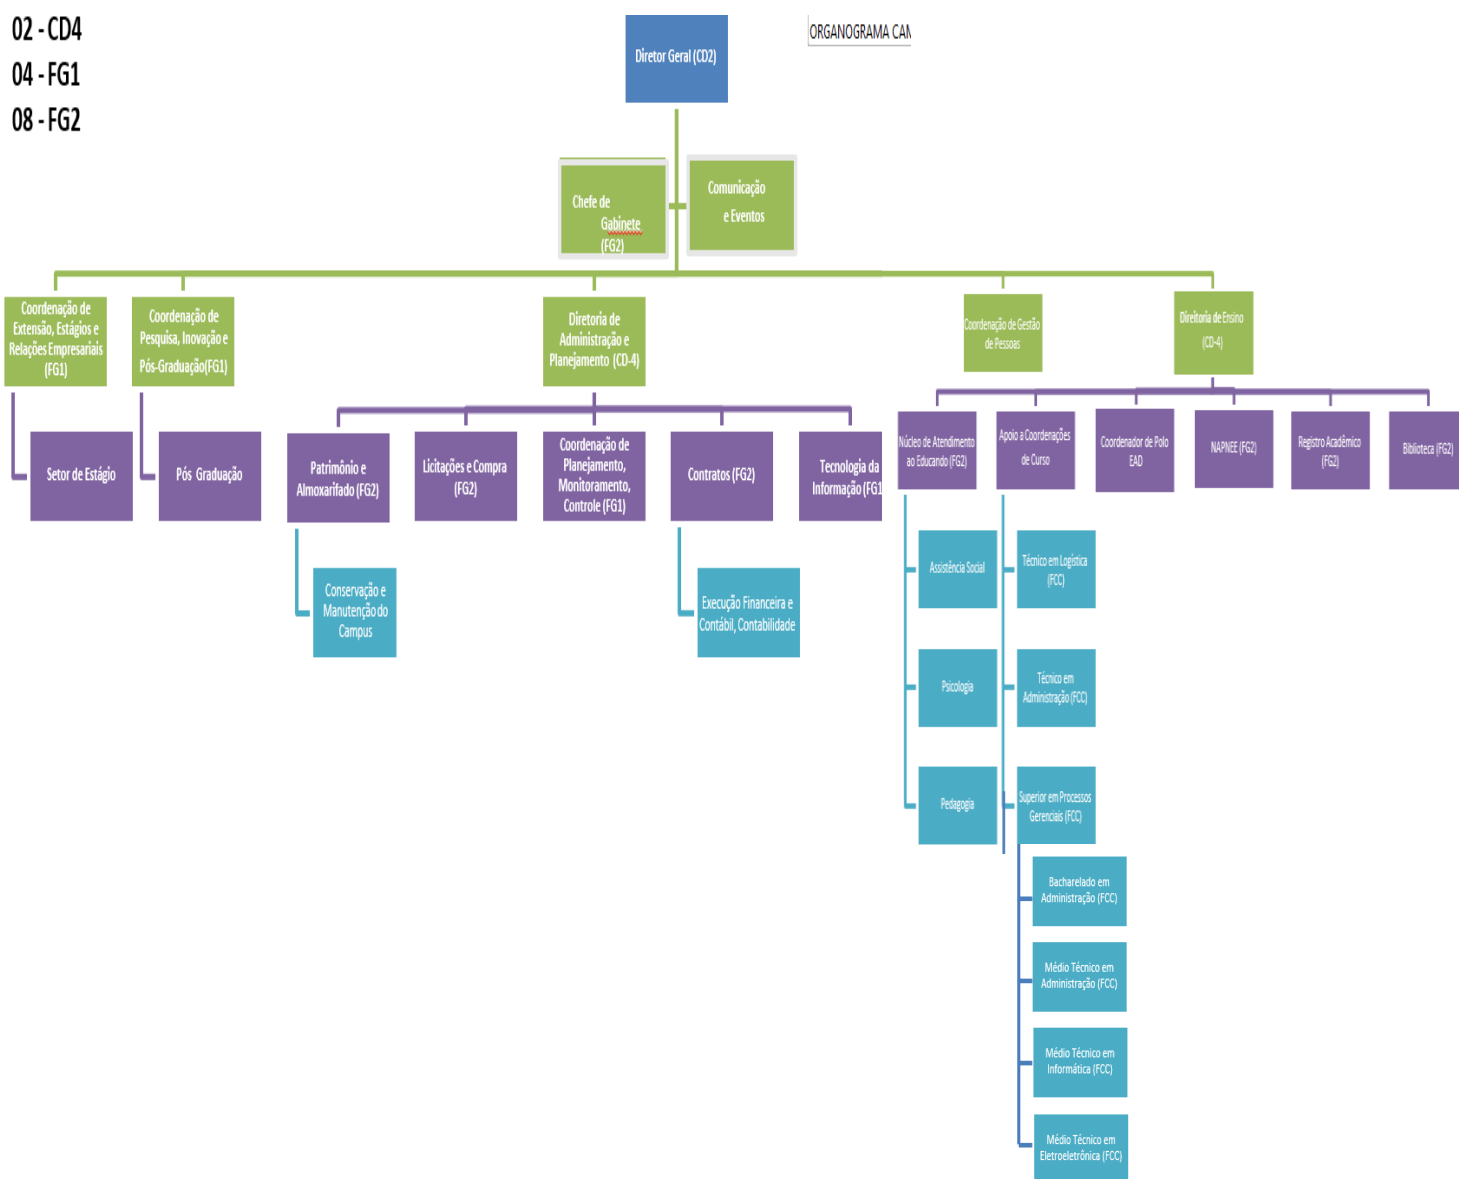 02 - CD4
04 - FG1
08 - FG2
Diretor Geral (CD2)
ORGANOGRAMA
Chefe de
Gabinete
(FG2)
Comunicação
e Eventos
Coordenação de
Extensão, Estágios e
Relações Empresariais
(FG1)
Coordenação de
Pesquisa, Inovação e
Pós-Graduação(FG1)
Diretoria de
Administração e
Planejamento (CD-4)
Coordenação de Gestão
de Pessoas
Direitoria de Ensino
(CD-4)
Setor de Estágio
Pós Graduação
Patrimônio e
Almoxarifado (FG2)
Licitações e Compra
(FG2)
Coordenação de
Planejamento,
Monitoramento,
Controle (FG1)
Contratos (FG2)
Tecnologia da
Informação (FG1
Núcleo de Atendimento
ao Educando (FG2)
Apoio a Coordenações
de Curso
Coordenador de Polo
EAD
NAPNEE (FG2)
Registro Acadêmico
(FG2)
Biblioteca (FG2)
Conservação e
Manutenção do
Campus
Execução Financeira e
Contábil, Contabilidade
Assistência Social
Psicologia
Pedagogia
Técnico em Logística
(FCC)
Técnico em
Administração (FCC)
Superior em Processos
Gerenciais (FCC)
Bacharelado em
Administração (FCC)
Médio Técnico em
Administração (FCC)
Médio Técnico em
Informática (FCC)
Médio Técnico em
Eletroeletrônica (FCC)